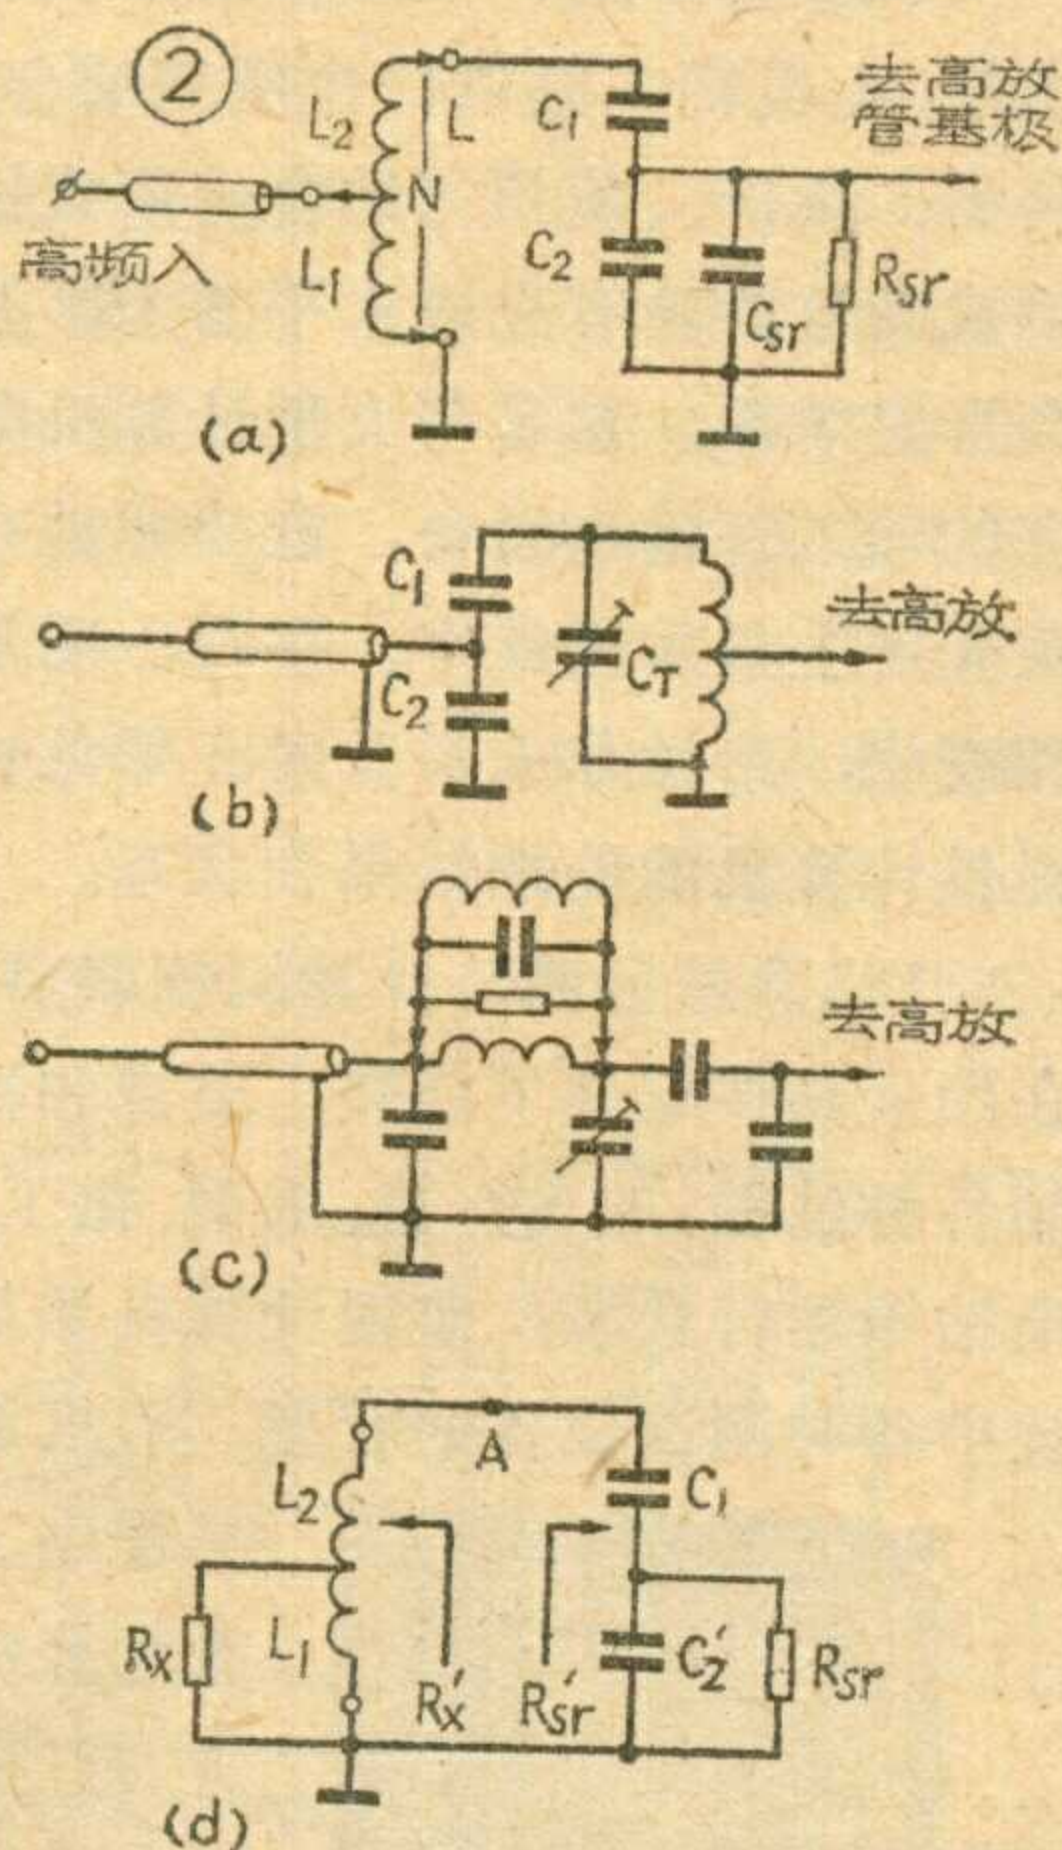 ②
去高放
管基极
L₂
L
C₁
N
高频入
L₁
C₂
Csr
Rsr
(a)
C₁
去高放
C₂
C_T
(b)
去高放
(c)
A
L₂
C₁
Rx
L₁
Rx′
Rsr′
C₂′
Rsr
(d)